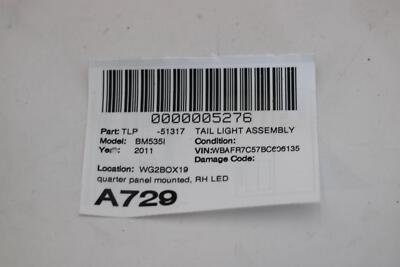 0000005276
Part: TLP -51317 TAIL LIGHT ASSEMBLY
Model: BM535I Condition:
Year: 2011 VIN:WBAFR7C57BC606135
Damage Code:
Location: WG2BOX19
quarter panel mounted, RH LED
A729